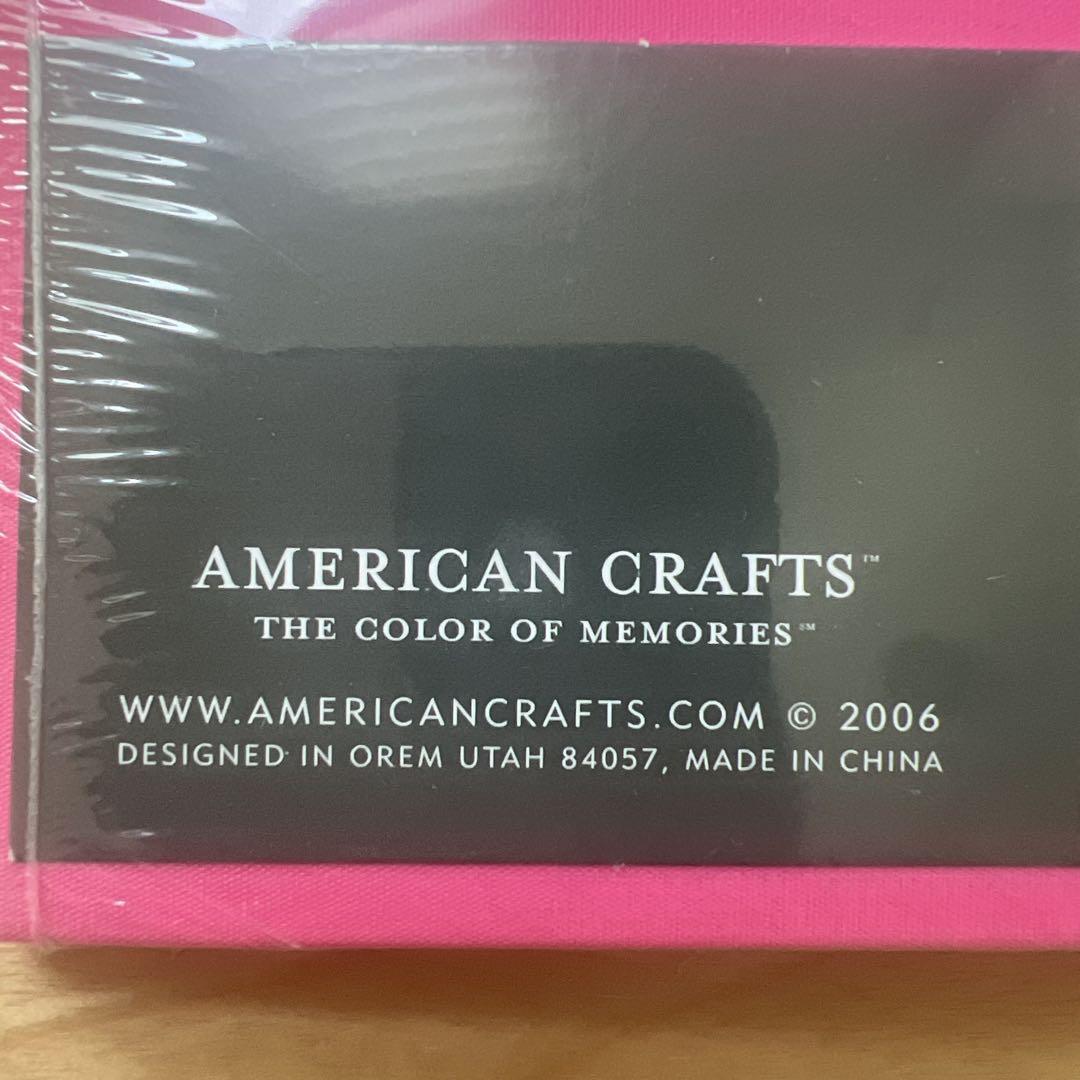 AMERICAN CRAFTS™
THE COLOR OF MEMORIES℠
WWW.AMERICANCRAFTS.COM © 2006
DESIGNED IN OREM UTAH 84057, MADE IN CHINA